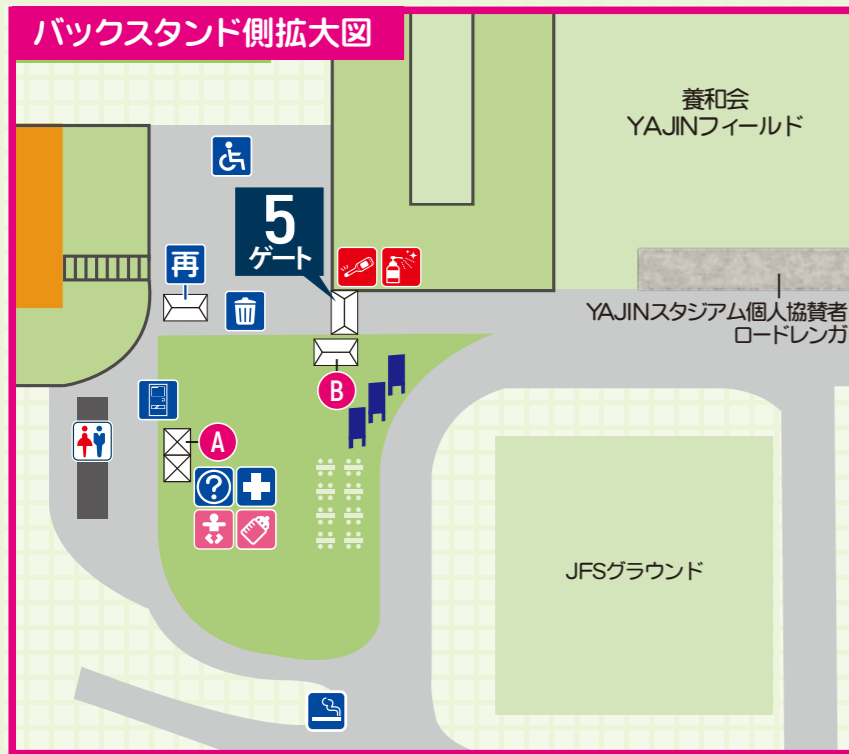 バックスタンド側拡大図
養和会
YAJINフィールド
5
ゲート
再
YAJINスタジアム個人協賛者
ロードレンガ
B
A
?
JFSグラウンド